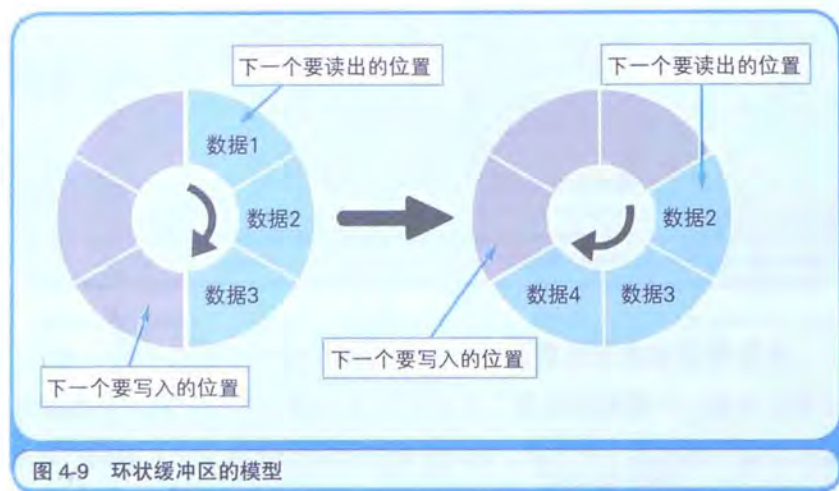 下一个要读出的位置
下一个要读出的位置
数据1
数据2
数据3
下一个要写入的位置
数据2
数据4
数据3
下一个要写入的位置
图 4-9 环状缓冲区的模型